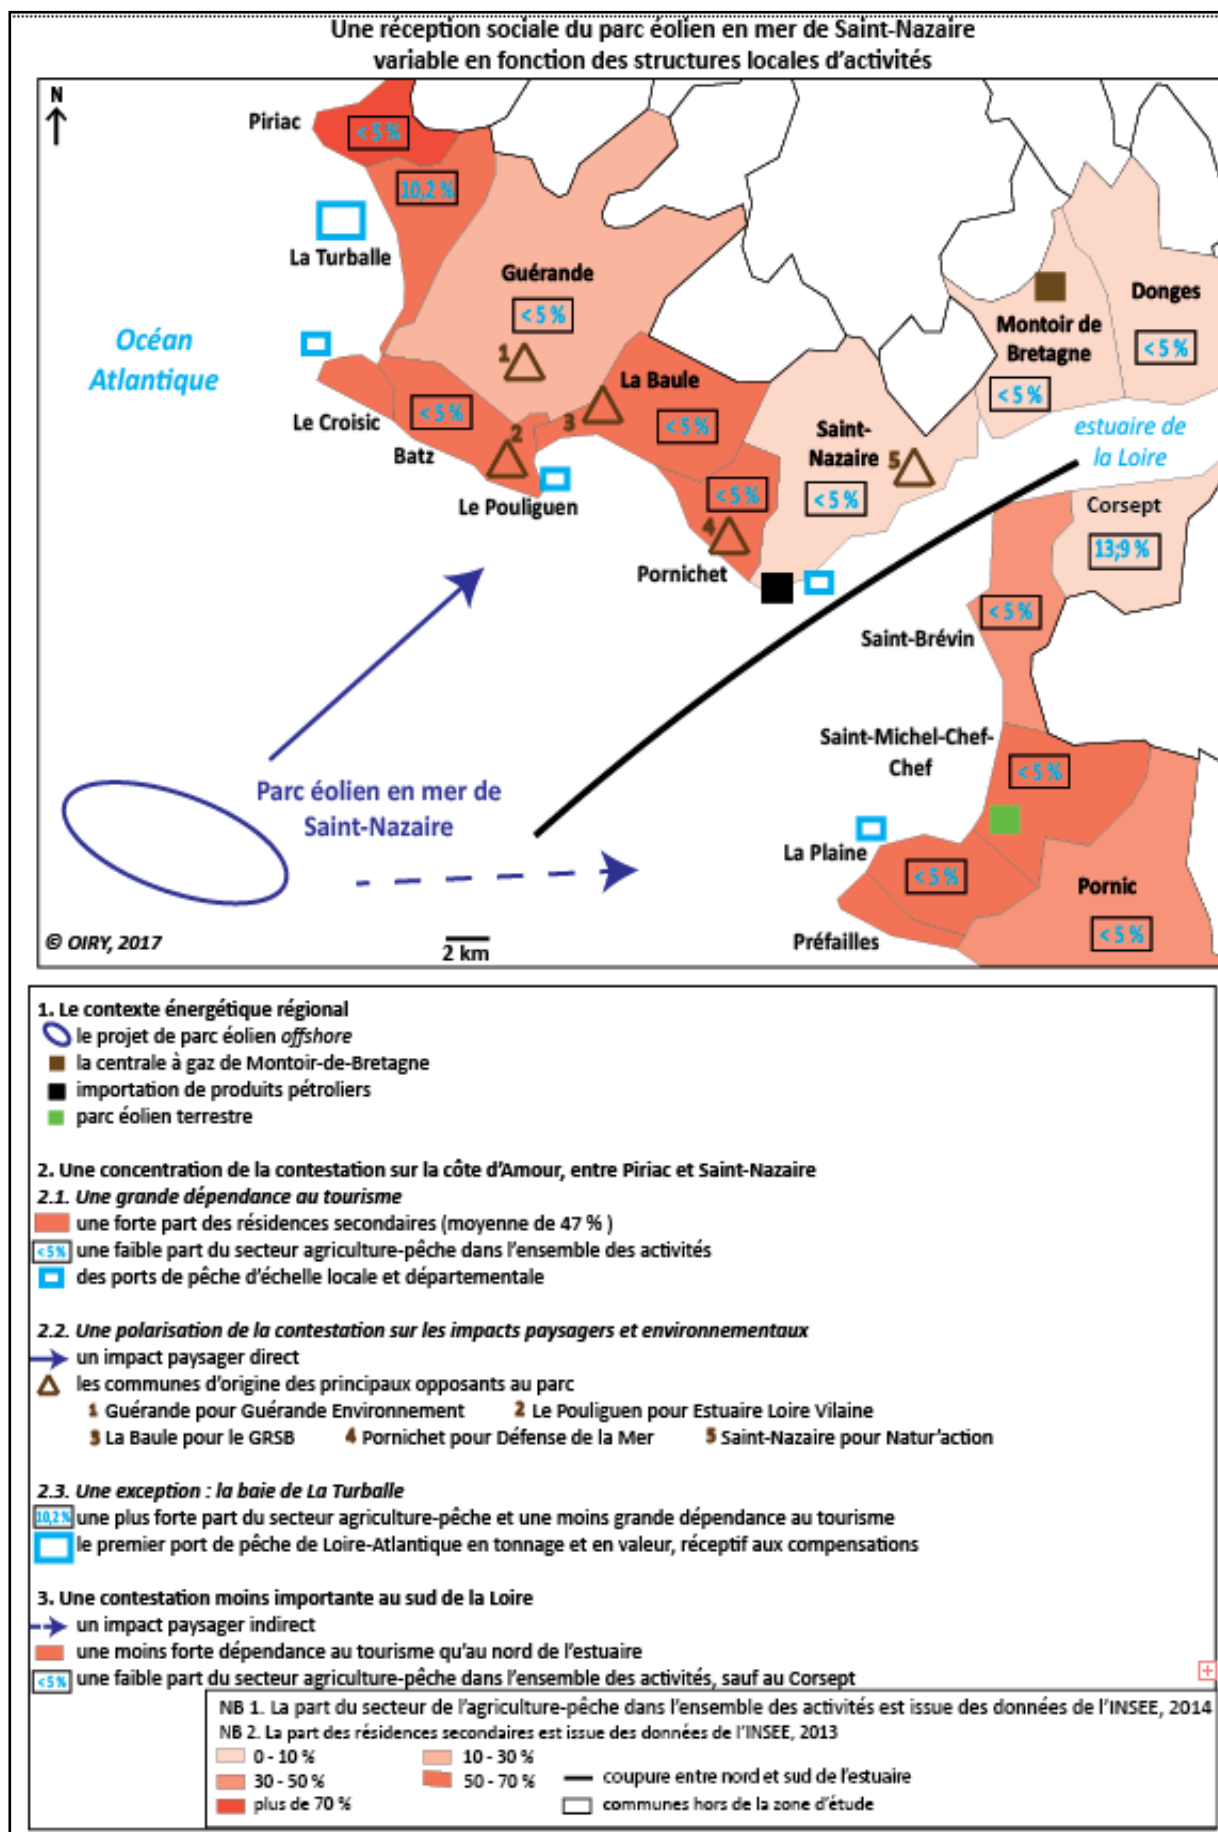 Une réception sociale du parc éolien en mer de Saint-Nazaire
variable en fonction des structures locales d'activités
N
Piriac
< 5 %
10,2 %
La Turballe
Guérande
< 5 %
1
Océan
Atlantique
Donges
< 5 %
Montoir de
Bretagne
< 5 %
La Baule
3
< 5 %
Le Croisic
< 5 %
Batz
2
Le Pouliguen
Saint-
Nazaire
5
< 5 %
estuaire de
la Loire
< 5 %
4
Pornichet
Corsept
13;9 %
< 5 %
Saint-Brévin
Saint-Michel-Chef-
Chef
< 5 %
Parc éolien en mer de
Saint-Nazaire
La Plaine
< 5 %
Pornic
< 5 %
Préfailles
© OIRY, 2017
2 km
1. Le contexte énergétique régional
le projet de parc éolien offshore
la centrale à gaz de Montoir-de-Bretagne
importation de produits pétroliers
parc éolien terrestre
2. Une concentration de la contestation sur la côte d'Amour, entre Piriac et Saint-Nazaire
2.1. Une grande dépendance au tourisme
une forte part des résidences secondaires (moyenne de 47 % )
<5% une faible part du secteur agriculture-pêche dans l'ensemble des activités
des ports de pêche d'échelle locale et départementale
2.2. Une polarisation de la contestation sur les impacts paysagers et environnementaux
un impact paysager direct
les communes d'origine des principaux opposants au parc
1 Guérande pour Guérande Environnement 2 Le Pouliguen pour Estuaire Loire Vilaine
3 La Baule pour le GRSB 4 Pornichet pour Défense de la Mer 5 Saint-Nazaire pour Natur'action
2.3. Une exception : la baie de La Turballe
10,2% une plus forte part du secteur agriculture-pêche et une moins grande dépendance au tourisme
le premier port de pêche de Loire-Atlantique en tonnage et en valeur, réceptif aux compensations
3. Une contestation moins importante au sud de la Loire
un impact paysager indirect
une moins forte dépendance au tourisme qu'au nord de l'estuaire
<5% une faible part du secteur agriculture-pêche dans l'ensemble des activités, sauf au Corsept
NB 1. La part du secteur de l'agriculture-pêche dans l'ensemble des activités est issue des données de l'INSEE, 2014
NB 2. La part des résidences secondaires est issue des données de l'INSEE, 2013
0 - 10 % 10 - 30 %
30 - 50 % 50 - 70 % coupure entre nord et sud de l'estuaire
plus de 70 % communes hors de la zone d'étude